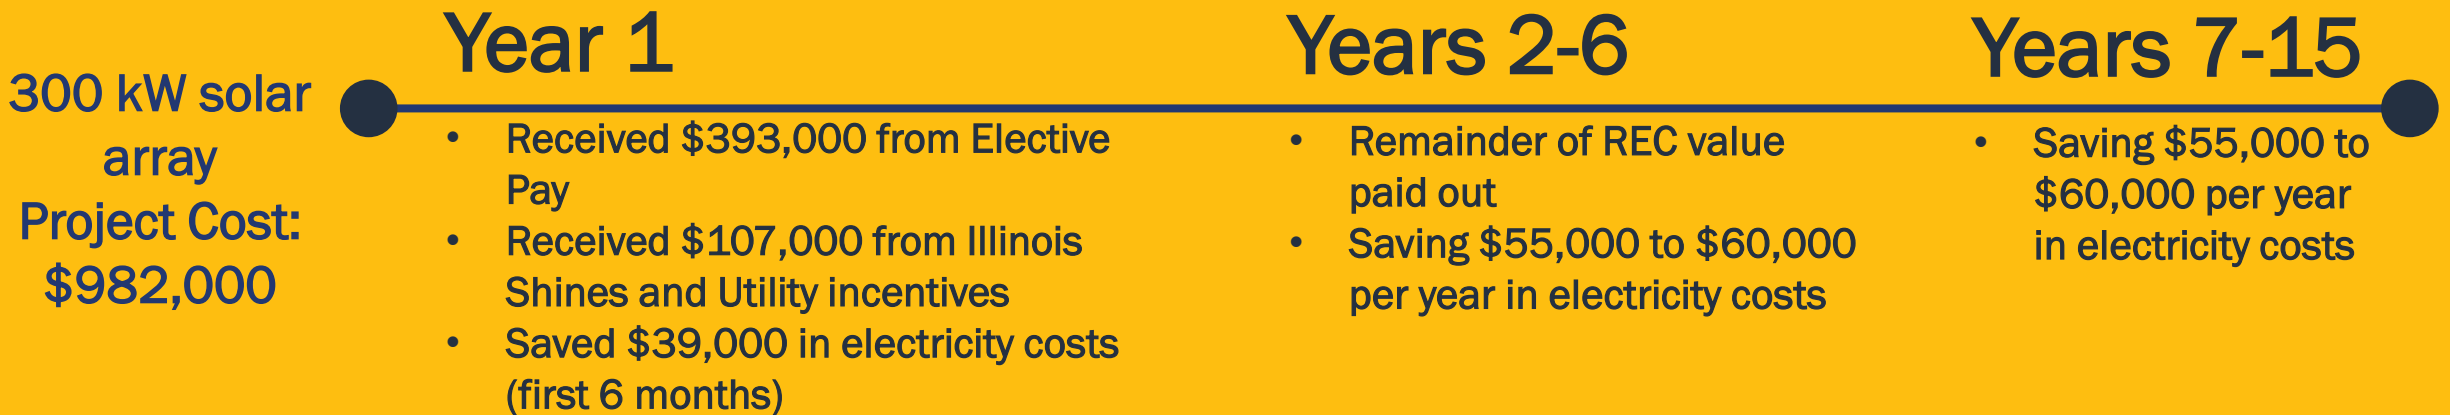 300 kW solar
array
Project Cost:
$982,000
Year 1
• Received $393,000 from Elective
Pay
• Received $107,000 from Illinois
Shines and Utility incentives
• Saved $39,000 in electricity costs
(first 6 months)
Years 2-6
• Remainder of REC value
paid out
• Saving $55,000 to $60,000
per year in electricity costs
Years 7-15
• Saving $55,000 to
$60,000 per year
in electricity costs